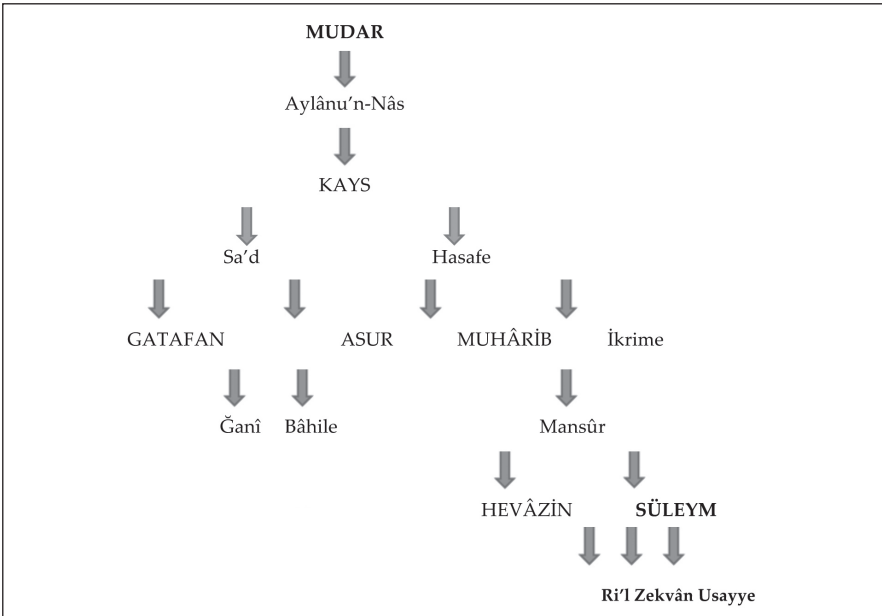 MUDAR
Aylânu'n-Nâs
KAYS
Sa'd Hasafe
GATAFAN ASUR MUHÂRİB İkrime
Ğanî Bâhile Mansûr
HEVÂZİN SÜLEYM
Ri'l Zekvân Usayye